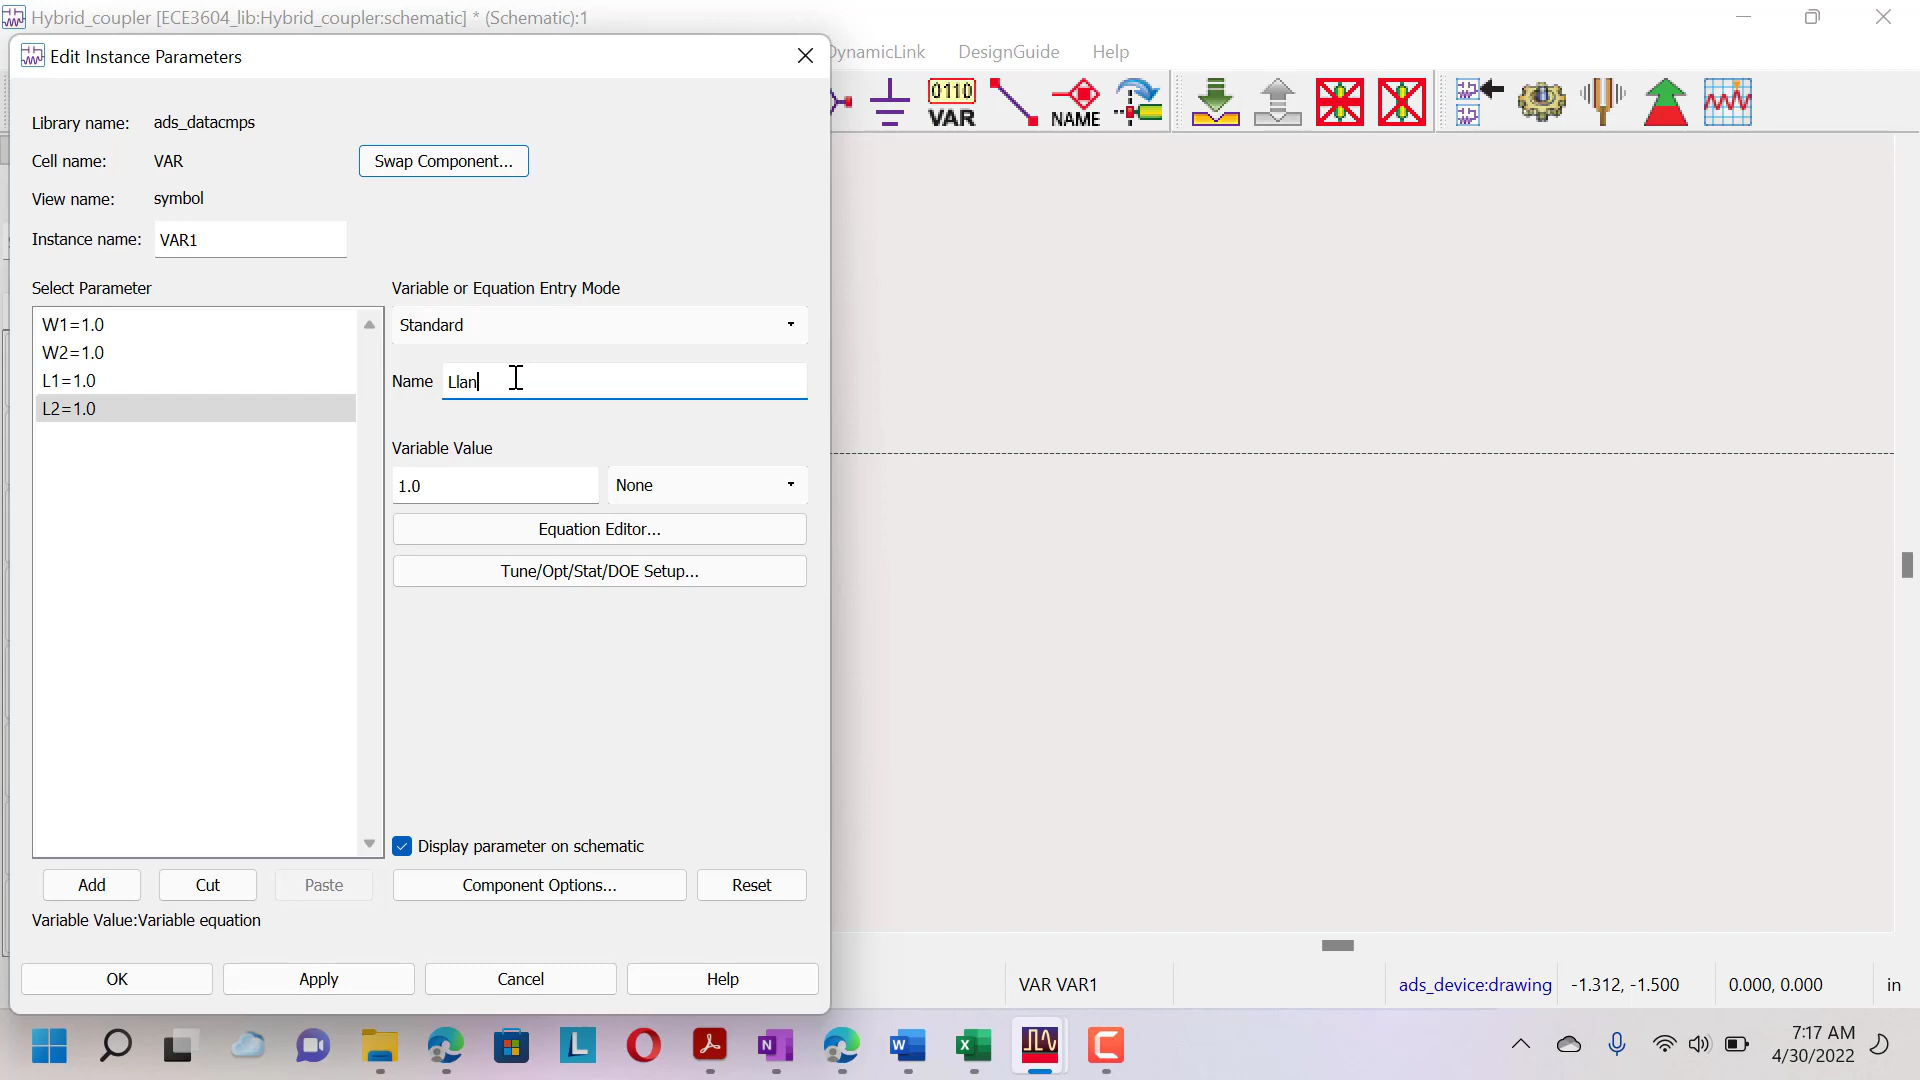 Hybrid_coupler [ECE3604_lib:Hybrid_coupler:schematic] * (Schematic):1
Edit Instance Parameters
DynamicLink DesignGuide Help
0110
VAR
NAME
Library name: ads_datacmps
Cell name: VAR
Swap Component...
View name: symbol
Instance name: VAR1
Select Parameter
Variable or Equation Entry Mode
W1=1.0
W2=1.0
L1=1.0
L2=1.0
Standard
Name Llan
Variable Value
1.0 None
Equation Editor...
Tune/Opt/Stat/DOE Setup...
Display parameter on schematic
Add Cut Paste Component Options... Reset
Variable Value:Variable equation
OK Apply Cancel Help
VAR VAR1 ads_device:drawing -1.312, -1.500 0.000, 0.000 in
7:17 AM
4/30/2022